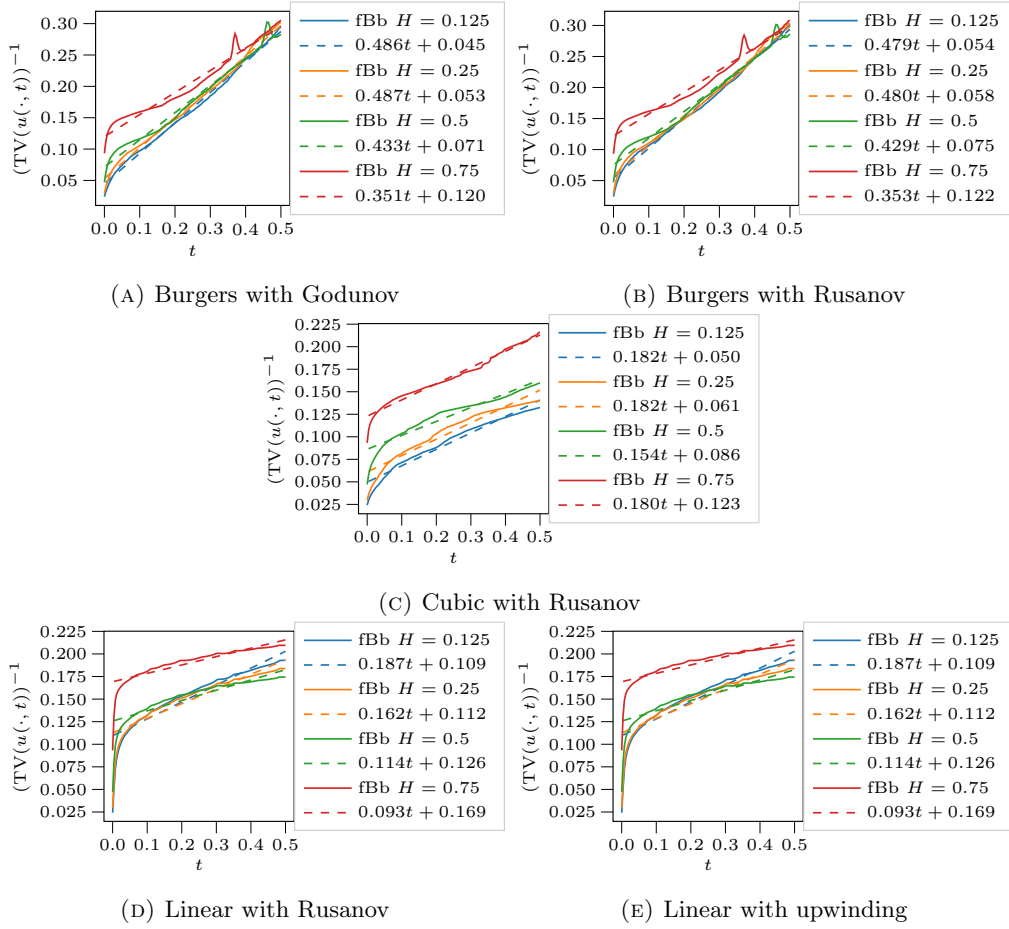 0.30
0.25
0.20
0.15
0.10
0.05
(TV(u(·, t)))⁻¹
0.0 0.1 0.2 0.3 0.4 0.5
t
fBb H = 0.125
0.486t + 0.045
fBb H = 0.25
0.487t + 0.053
fBb H = 0.5
0.433t + 0.071
fBb H = 0.75
0.351t + 0.120
(A) Burgers with Godunov
0.30
0.25
0.20
0.15
0.10
0.05
(TV(u(·, t)))⁻¹
0.0 0.1 0.2 0.3 0.4 0.5
t
fBb H = 0.125
0.479t + 0.054
fBb H = 0.25
0.480t + 0.058
fBb H = 0.5
0.429t + 0.075
fBb H = 0.75
0.353t + 0.122
(B) Burgers with Rusanov
0.225
0.200
0.175
0.150
0.125
0.100
0.075
0.050
0.025
(TV(u(·, t)))⁻¹
0.0 0.1 0.2 0.3 0.4 0.5
t
fBb H = 0.125
0.182t + 0.050
fBb H = 0.25
0.182t + 0.061
fBb H = 0.5
0.154t + 0.086
fBb H = 0.75
0.180t + 0.123
(C) Cubic with Rusanov
0.225
0.200
0.175
0.150
0.125
0.100
0.075
0.050
0.025
(TV(u(·, t)))⁻¹
0.0 0.1 0.2 0.3 0.4 0.5
t
fBb H = 0.125
0.187t + 0.109
fBb H = 0.25
0.162t + 0.112
fBb H = 0.5
0.114t + 0.126
fBb H = 0.75
0.093t + 0.169
(D) Linear with Rusanov
0.225
0.200
0.175
0.150
0.125
0.100
0.075
0.050
0.025
(TV(u(·, t)))⁻¹
0.0 0.1 0.2 0.3 0.4 0.5
t
fBb H = 0.125
0.187t + 0.109
fBb H = 0.25
0.162t + 0.112
fBb H = 0.5
0.114t + 0.126
fBb H = 0.75
0.093t + 0.169
(E) Linear with upwinding